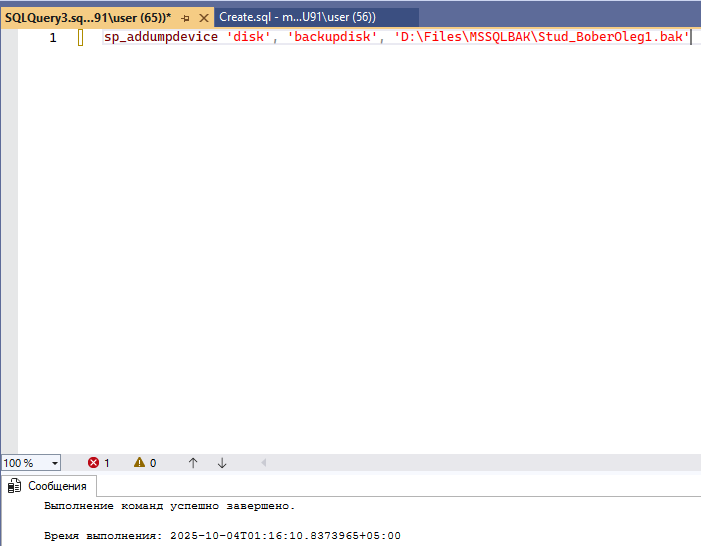 SQLQuery3.sq...91\user (65))* Create.sql - m...U91\user (56))
1 sp_addumpdevice 'disk', 'backupdisk', 'D:\Files\MSSQLBAK\Stud_BoberOleg1.bak'
100 % 1 0
Сообщения
Выполнение команд успешно завершено.
Время выполнения: 2025-10-04T01:16:10.8373965+05:00